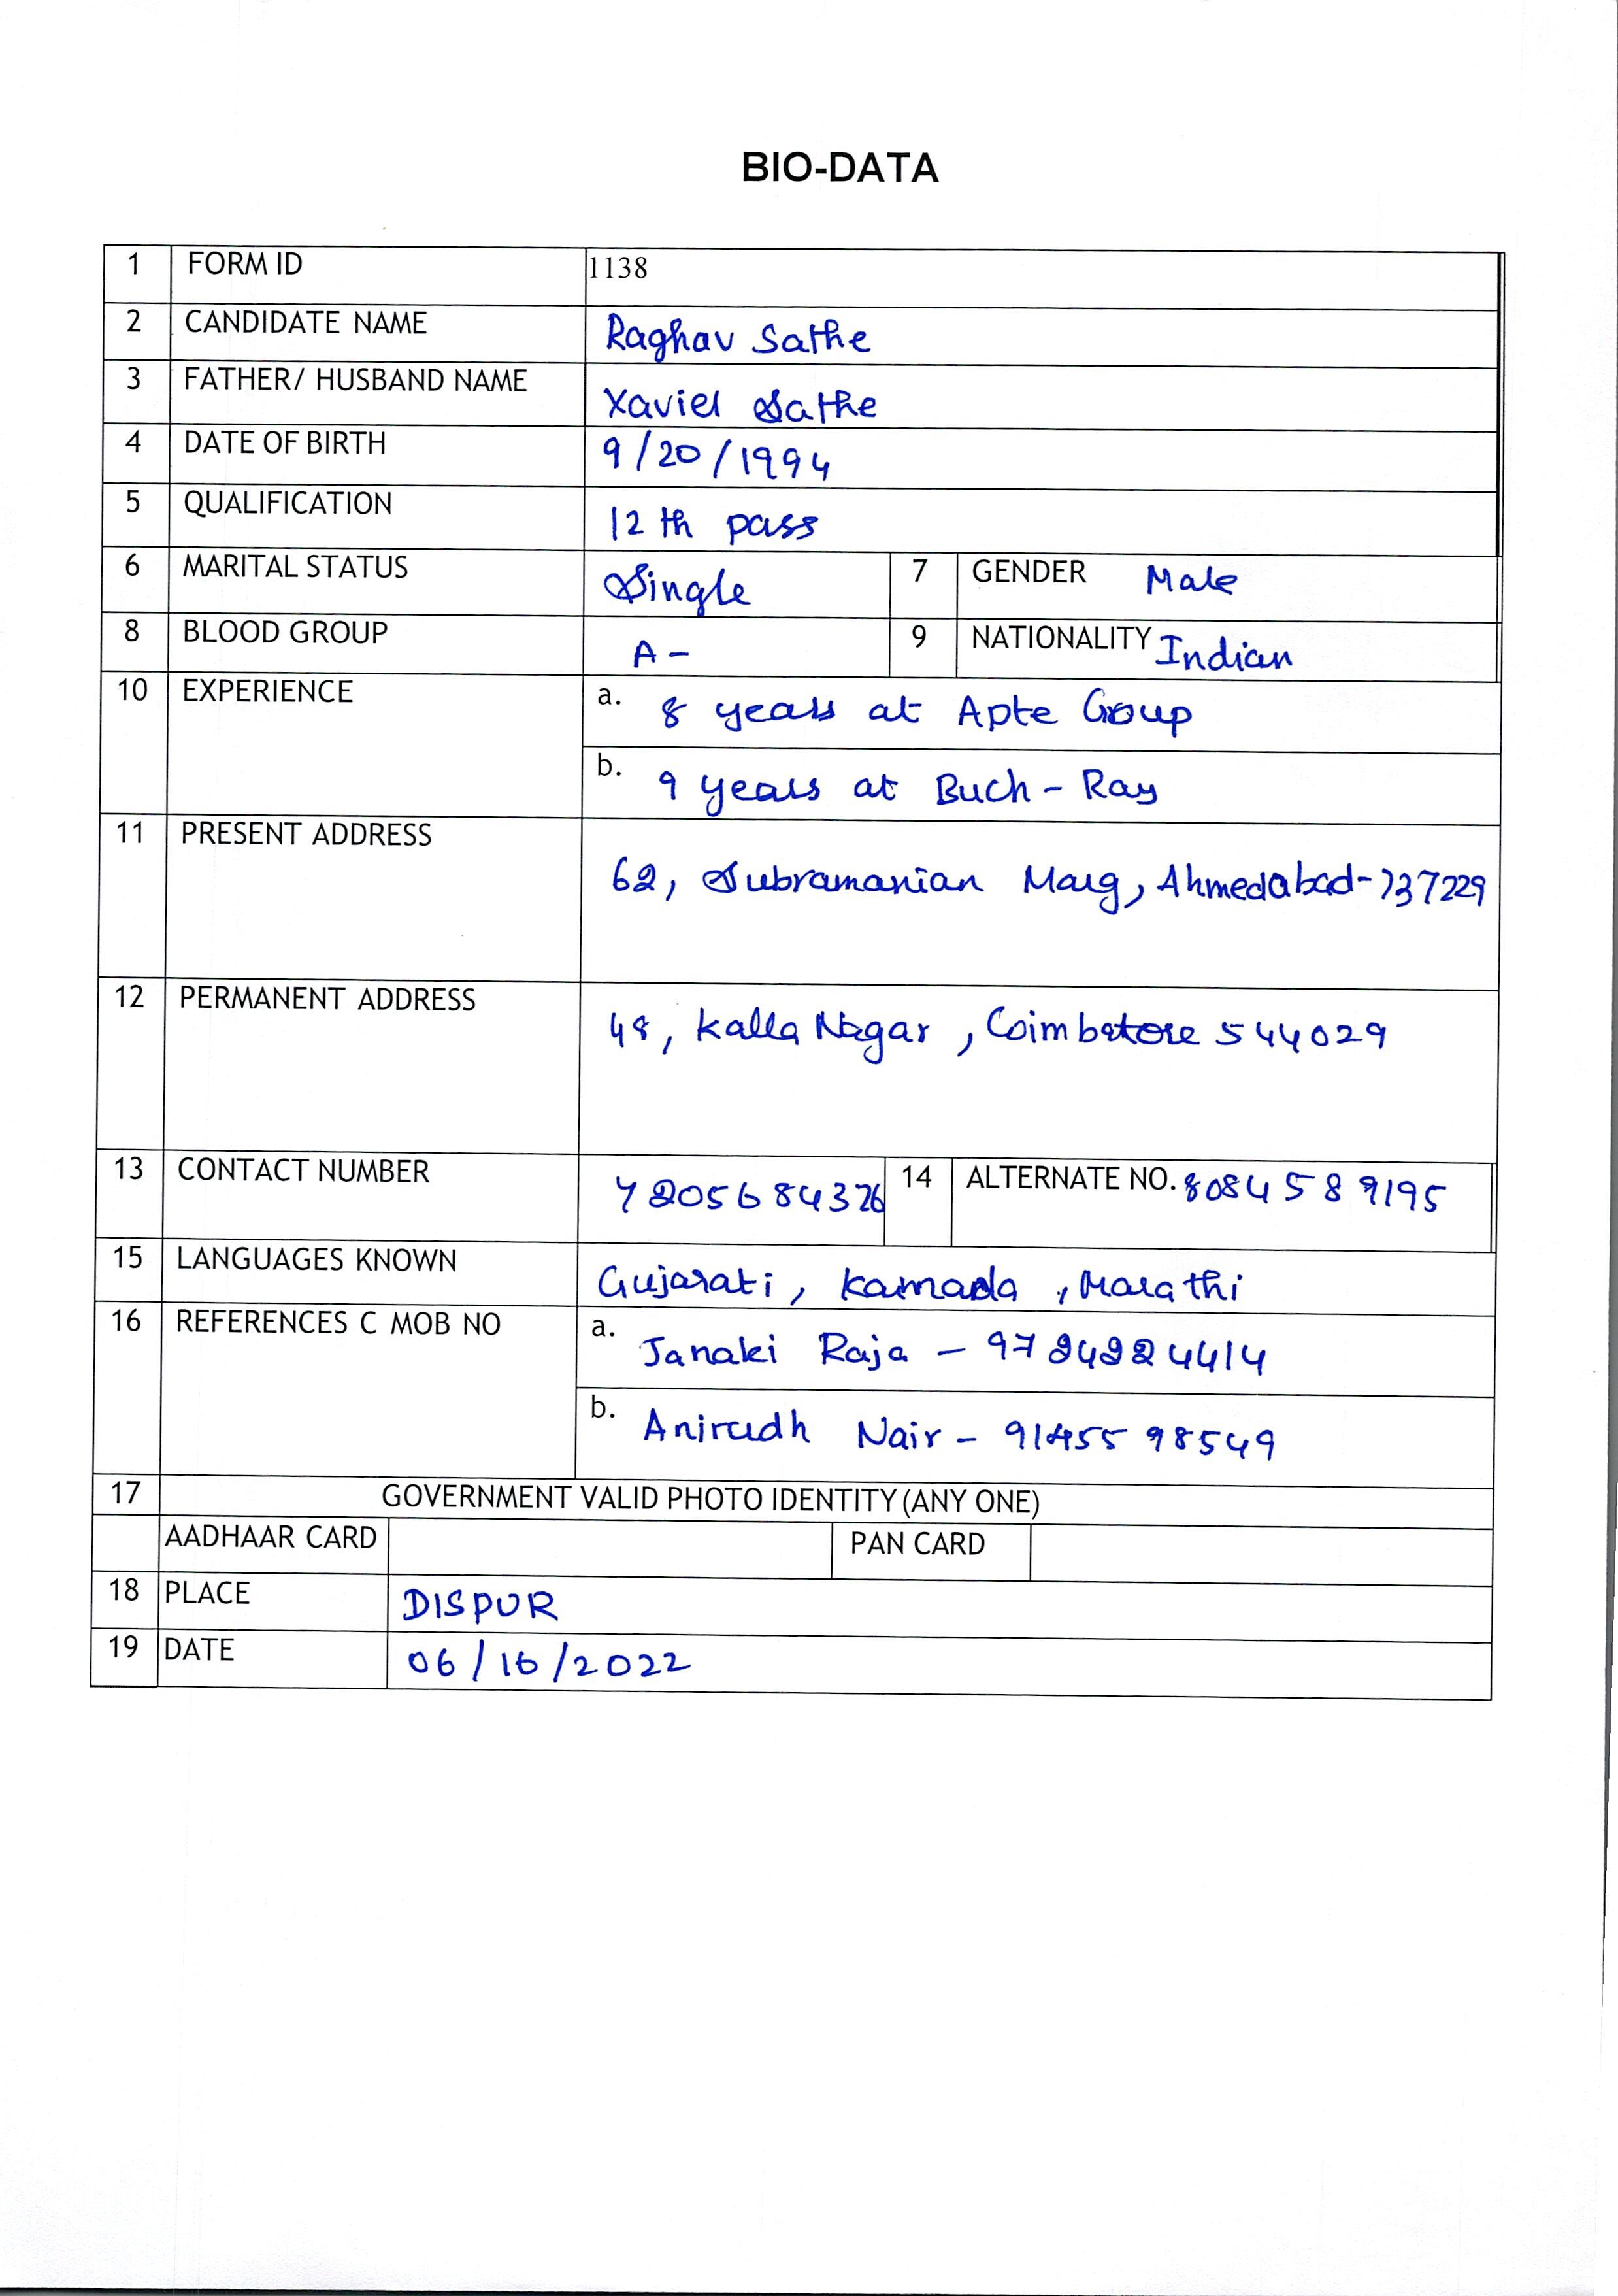 BIO-DATA
1 FORM ID 1138
2 CANDIDATE NAME Raghav Sathe
3 FATHER/ HUSBAND NAME Xavier Sathe
4 DATE OF BIRTH 9/20/1994
5 QUALIFICATION 12th pass
6 MARITAL STATUS Single 7 GENDER Male
8 BLOOD GROUP A- 9 NATIONALITY Indian
10 EXPERIENCE a. 8 years at Apte Group
b. 9 years at Buch-Ray
11 PRESENT ADDRESS 62, Subramanian Marg, Ahmedabad-737229
12 PERMANENT ADDRESS 48, Kalla Nagar, Coimbatore 544029
13 CONTACT NUMBER 7205684376 14 ALTERNATE NO. 8084589195
15 LANGUAGES KNOWN Gujarati, Kannada, Marathi
16 REFERENCES C MOB NO a. Janaki Raja - 9724224414
b. Anirudh Nair - 9145598549
17 GOVERNMENT VALID PHOTO IDENTITY (ANY ONE)
AADHAAR CARD PAN CARD
18 PLACE DISPUR
19 DATE 06/16/2022